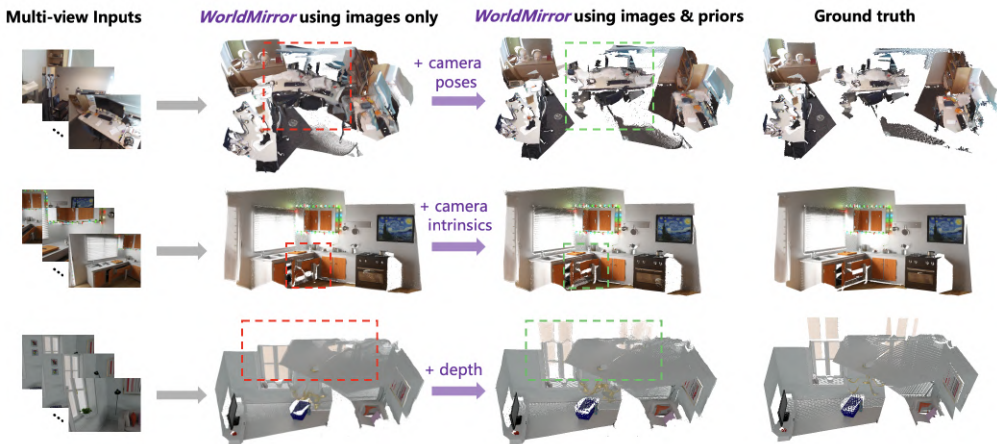 Multi-view Inputs
WorldMirror using images only
WorldMirror using images & priors
Ground truth
+ camera
poses
+ camera
intrinsics
+ depth